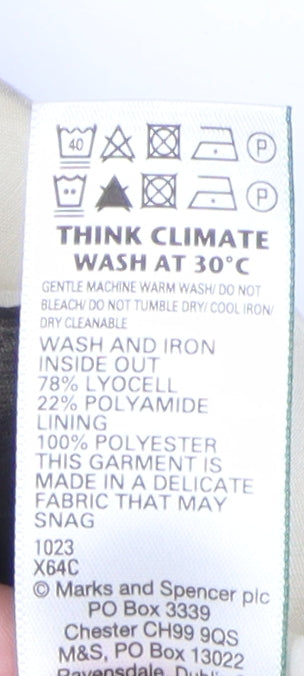 40 P
P
THINK CLIMATE
WASH AT 30°C
GENTLE MACHINE WARM WASH/ DO NOT
BLEACH/ DO NOT TUMBLE DRY/ COOL IRON/
DRY CLEANABLE
WASH AND IRON
INSIDE OUT
78% LYOCELL
22% POLYAMIDE
LINING
100% POLYESTER
THIS GARMENT IS
MADE IN A DELICATE
FABRIC THAT MAY
SNAG
1023
X64C
© Marks and Spencer plc
PO Box 3339
Chester CH99 9QS
M&S, PO Box 13022
Ravensdale, Dublin